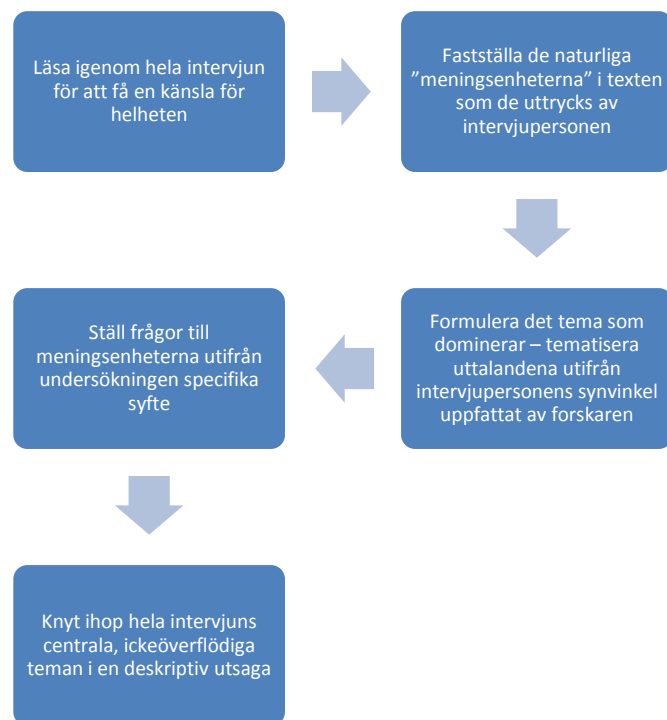 Läsa igenom hela intervjun
för att få en känsla för
helheten
Fastställa de naturliga
”meningsenheterna” i texten
som de uttrycks av
intervjupersonen
Formulera det tema som
dominerar – tematisera
uttalandena utifrån
intervjupersonens synvinkel
uppfattat av forskaren
Ställ frågor till
meningsenheterna utifrån
undersökningen specifika
syfte
Knyt ihop hela intervjuns
centrala, ickeöverflödiga
teman i en deskriptiv utsaga